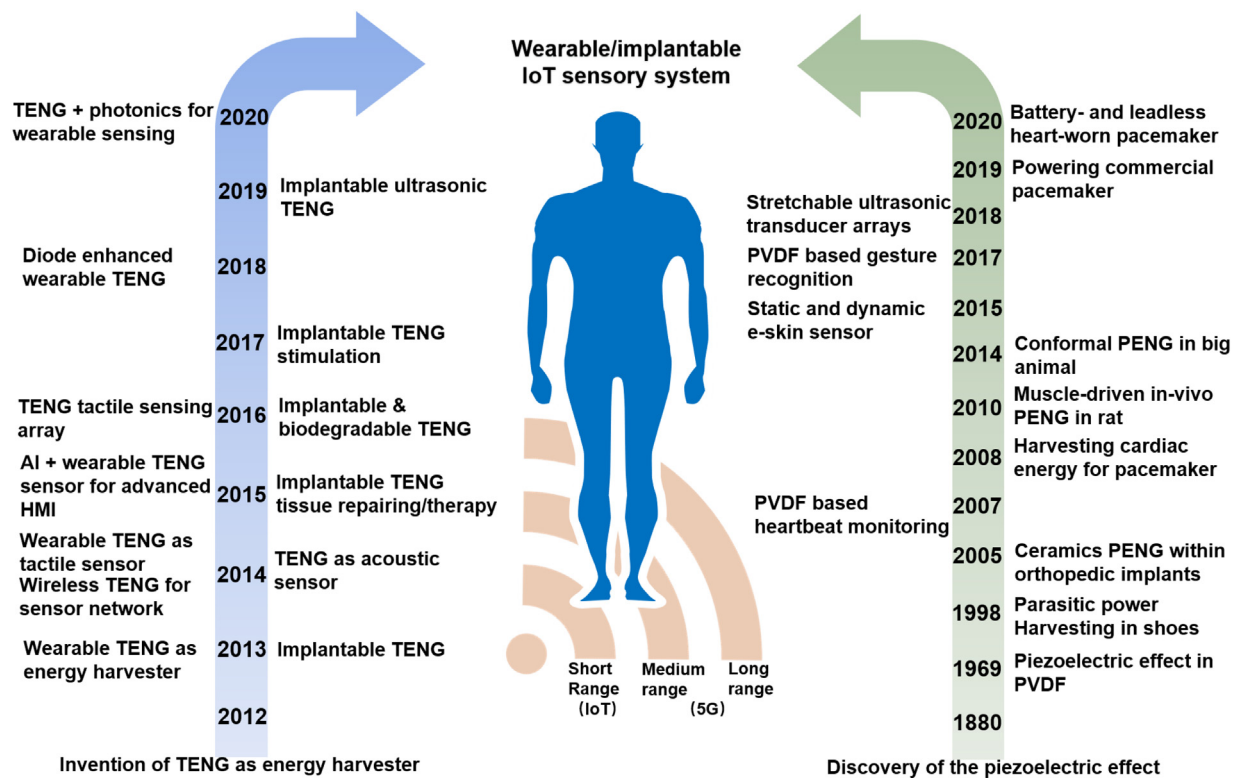 Wearable/implantable
IoT sensory system
TENG + photonics for
wearable sensing
2020
2019
Implantable ultrasonic
TENG
Diode enhanced
wearable TENG
2018
2017
Implantable TENG
stimulation
TENG tactile sensing
array
2016
Implantable &
biodegradable TENG
AI + wearable TENG
sensor for advanced
HMI
2015
Implantable TENG
tissue repairing/therapy
Wearable TENG as
tactile sensor
Wireless TENG for
sensor network
2014
TENG as acoustic
sensor
Wearable TENG as
energy harvester
2013
Implantable TENG
2012
Invention of TENG as energy harvester
Short
Range
(IoT)
Medium
range
(5G)
Long
range
2020
Battery- and leadless
heart-worn pacemaker
2019
Powering commercial
pacemaker
Stretchable ultrasonic
transducer arrays
2018
PVDF based gesture
recognition
2017
Static and dynamic
e-skin sensor
2015
2014
Conformal PENG in big
animal
2010
Muscle-driven in-vivo
PENG in rat
2008
Harvesting cardiac
energy for pacemaker
PVDF based
heartbeat monitoring
2007
2005
Ceramics PENG within
orthopedic implants
1998
Parasitic power
Harvesting in shoes
1969
Piezoelectric effect in
PVDF
1880
Discovery of the piezoelectric effect